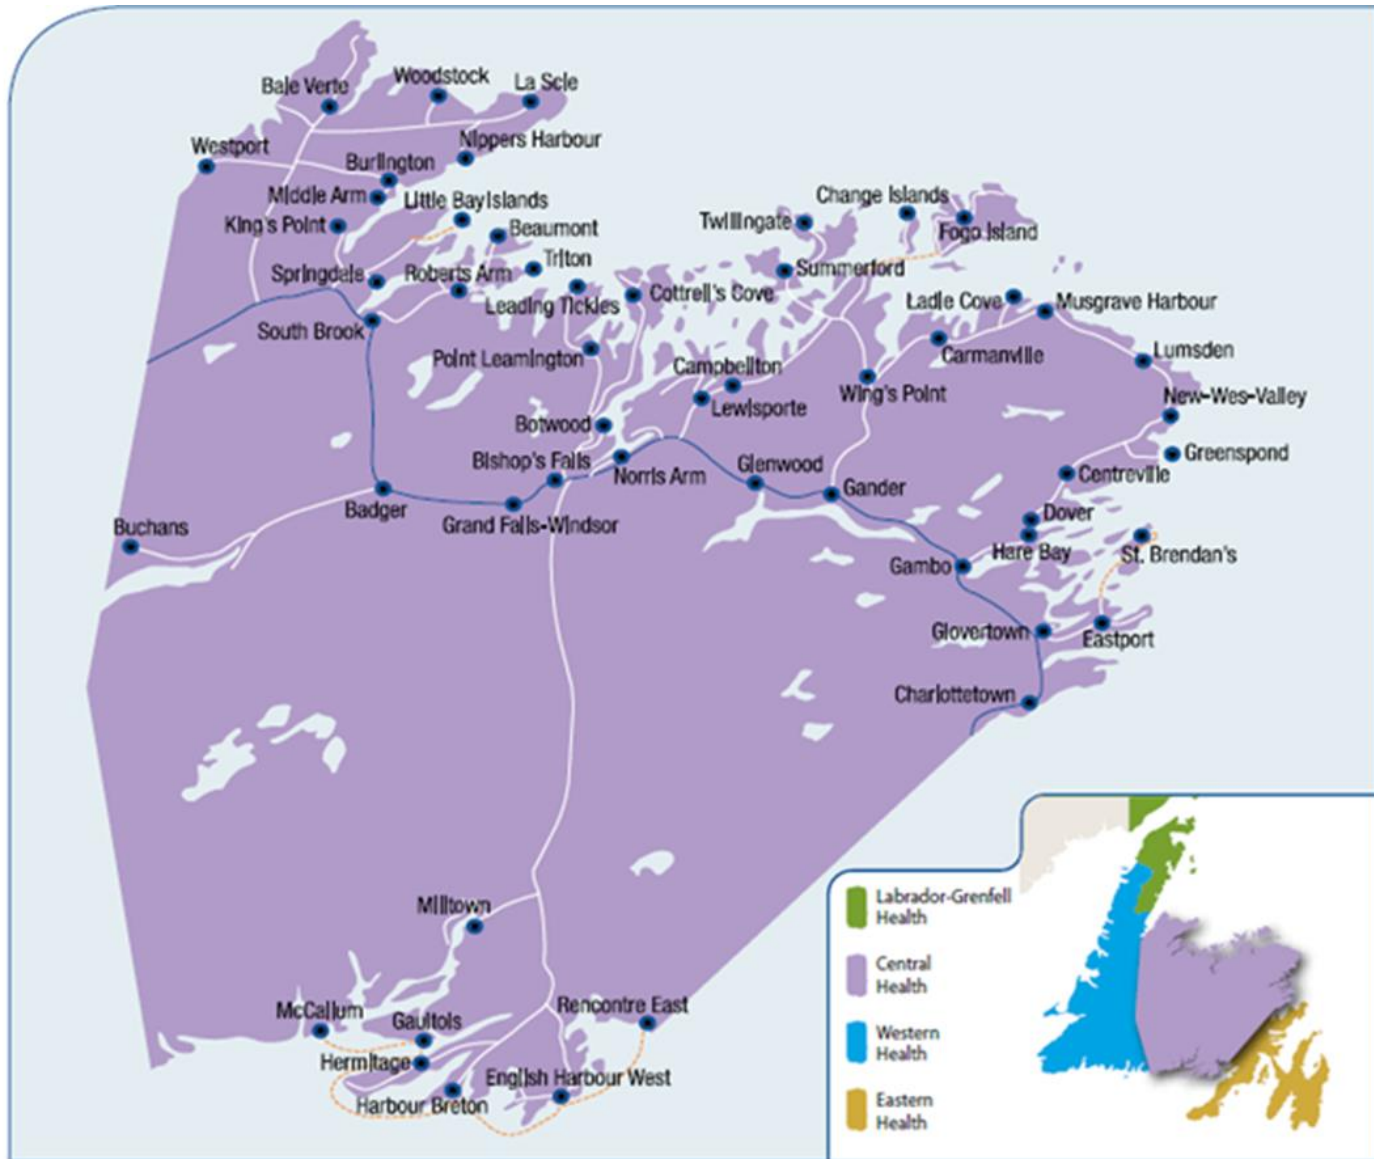 Baie Verte
Woodstock
La Scie
Westport
Nippers Harbour
Burlington
Middle Arm
Little Bay Islands
King's Point
Beaumont
Change Islands
Twillingate
Fogo Island
Springdale
Roberts Arm
Triton
Summerford
Leading Tickles
Cottrell's Cove
Ladle Cove
Musgrave Harbour
South Brook
Point Leamington
Campbellton
Carmanville
Lumsden
Lewisporte
Wing's Point
New-Wes-Valley
Botwood
Bishop's Falls
Norris Arm
Glenwood
Greenspond
Centreville
Buchans
Badger
Grand Falls-Windsor
Gander
Dover
Hare Bay
St. Brendan's
Gambo
Glovertown
Eastport
Charlottetown
Milltown
McCallum
Gaultois
Rencontre East
Hermitage
English Harbour West
Harbour Breton
Labrador-Grenfell
Health
Central
Health
Western
Health
Eastern
Health